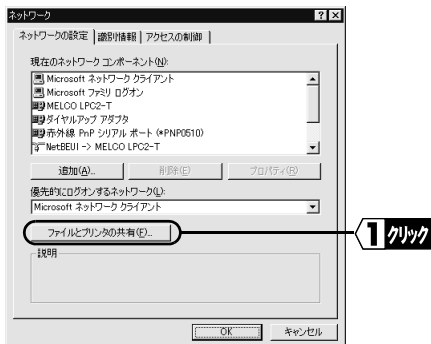 ネットワーク
ネットワークの設定 識別情報 アクセスの制御
現在のネットワーク コンポーネント(N):
Microsoft ネットワーク クライアント
Microsoft ファミリ ログオン
MELCO LPC2-T
ダイヤルアップ アダプタ
赤外線 PnP シリアル ポート (*PNP0510)
NetBEUI -> MELCO LPC2-T
追加(A)... 削除(E) プロパティ(R)
優先的にログオンするネットワーク(L):
Microsoft ネットワーク クライアント
ファイルとプリンタの共有(F)...
1 クリック
説明
OK キャンセル